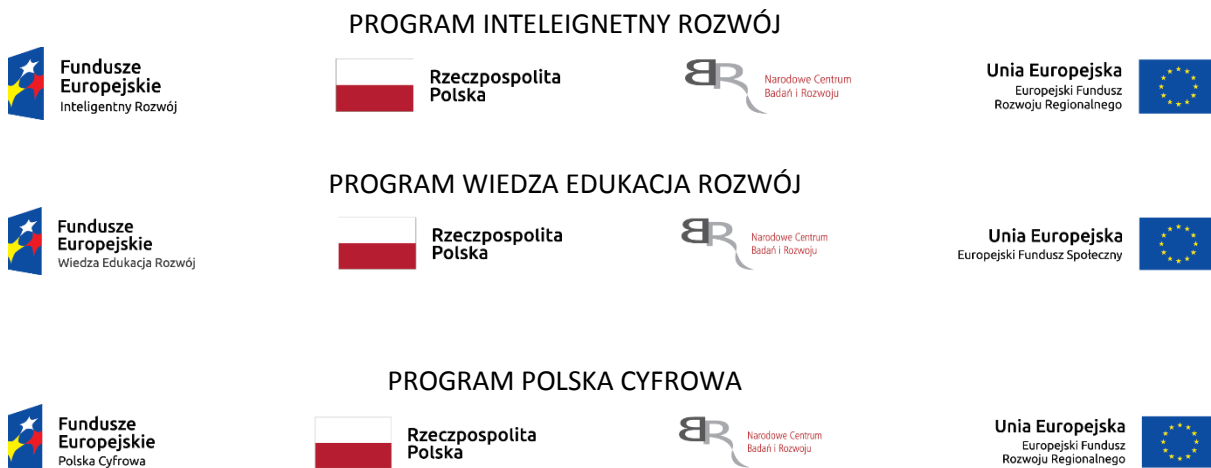 PROGRAM INTELEIGNETNY ROZWÓJ
Fundusze
Europejskie
Inteligentny Rozwój
Rzeczpospolita
Polska
BR
Narodowe Centrum
Badań i Rozwoju
Unia Europejska
Europejski Fundusz
Rozwoju Regionalnego
PROGRAM WIEDZA EDUKACJA ROZWÓJ
Fundusze
Europejskie
Wiedza Edukacja Rozwój
Rzeczpospolita
Polska
BR
Narodowe Centrum
Badań i Rozwoju
Unia Europejska
Europejski Fundusz Społeczny
PROGRAM POLSKA CYFROWA
Fundusze
Europejskie
Polska Cyfrowa
Rzeczpospolita
Polska
BR
Narodowe Centrum
Badań i Rozwoju
Unia Europejska
Europejski Fundusz
Rozwoju Regionalnego